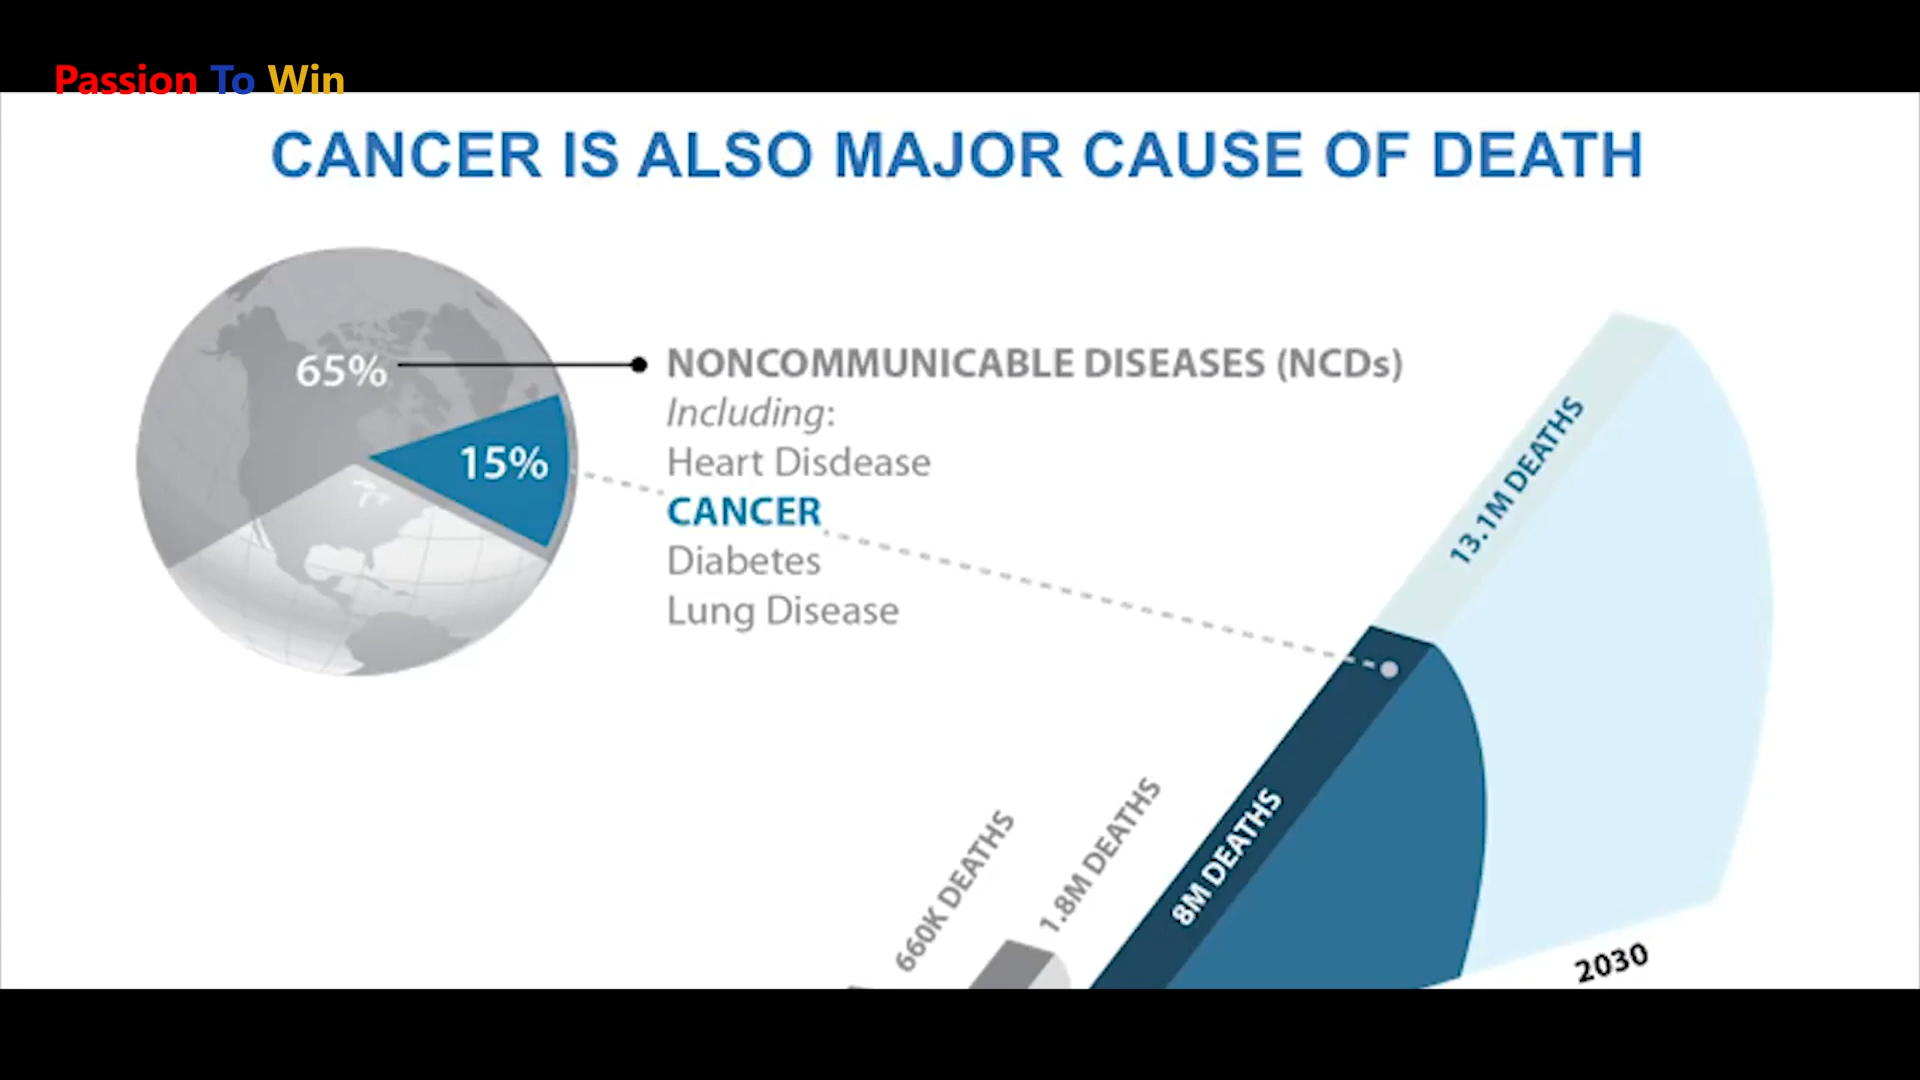 Passion To Win
CANCER IS ALSO MAJOR CAUSE OF DEATH
65%
15%
NONCOMMUNICABLE DISEASES (NCDs)
Including:
Heart Disdease
CANCER
Diabetes
Lung Disease
13.1M DEATHS
8M DEATHS
1.8M DEATHS
660K DEATHS
2030